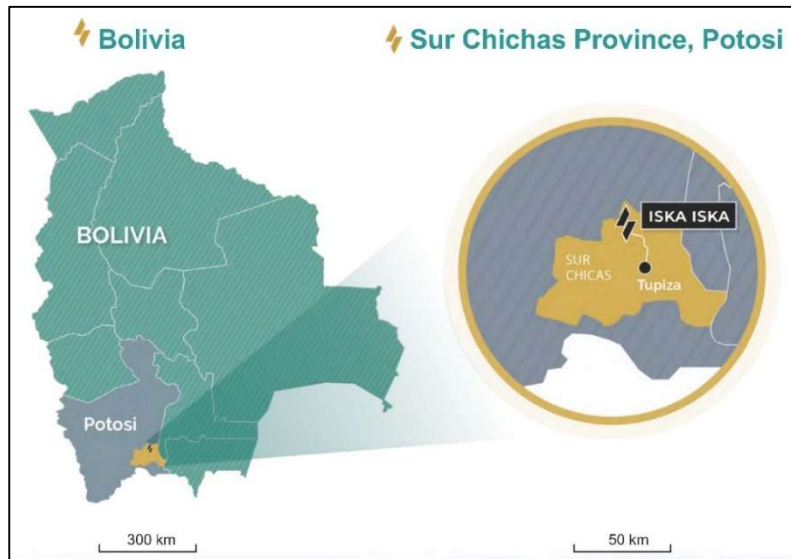 Bolivia
Sur Chichas Province, Potosi
BOLIVIA
Potosi
ISKA ISKA
SUR
CHICAS
Tupiza
300 km
50 km